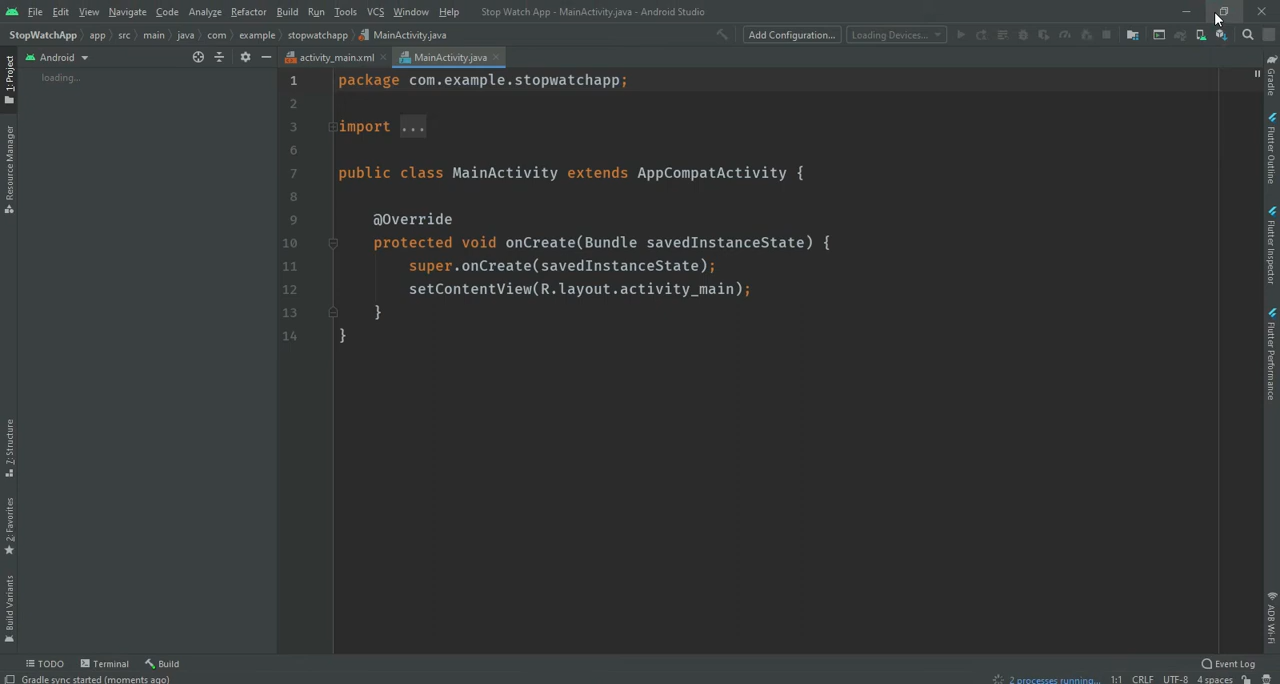 File Edit View Navigate Code Analyze Refactor Build Run Tools VCS Window Help Stop Watch App - MainActivity.java - Android Studio
StopWatchApp app src main java com example stopwatchapp MainActivity.java Add Configuration... Loading Devices...
Android activity_main.xml MainActivity.java
loading...
1: Project
Resource Manager
7: Structure
2: Favorites
Build Variants
1 package com.example.stopwatchapp;
2
3 import ...
6
7 public class MainActivity extends AppCompatActivity {
8
9 @Override
10 protected void onCreate(Bundle savedInstanceState) {
11 super.onCreate(savedInstanceState);
12 setContentView(R.layout.activity_main);
13 }
14 }
Gradle
Flutter Outline
Flutter Inspector
Flutter Performance
ADB Wi-Fi
TODO Terminal Build Event Log
Gradle sync started (moments ago) 2 processes running... 1:1 CRLF UTF-8 4 spaces